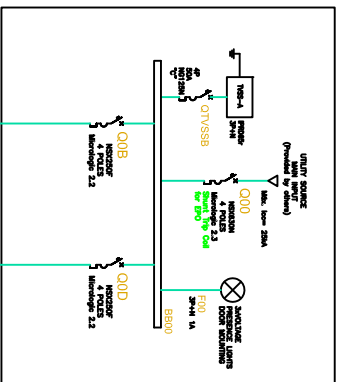 UTILITY SOURCE
MAIN INPUT
(Provided by others)
Max. Icc= 25kA
TVSS-A
IPRD65r
3P+N
QTVSSB
4P
50A
"C"
NG125N
Q00
NSX630N
4 POLES
Micrologic 2.3
Shunt Trip Coil
for EPO
3xVOLTAGE
PRESENCE LIGHTS
DOOR MOUNTING
F00
3P+N 1A
BB00
Q0B
NSX250F
4 POLES
Micrologic 2.2
Q0D
NSX250F
4 POLES
Micrologic 2.2